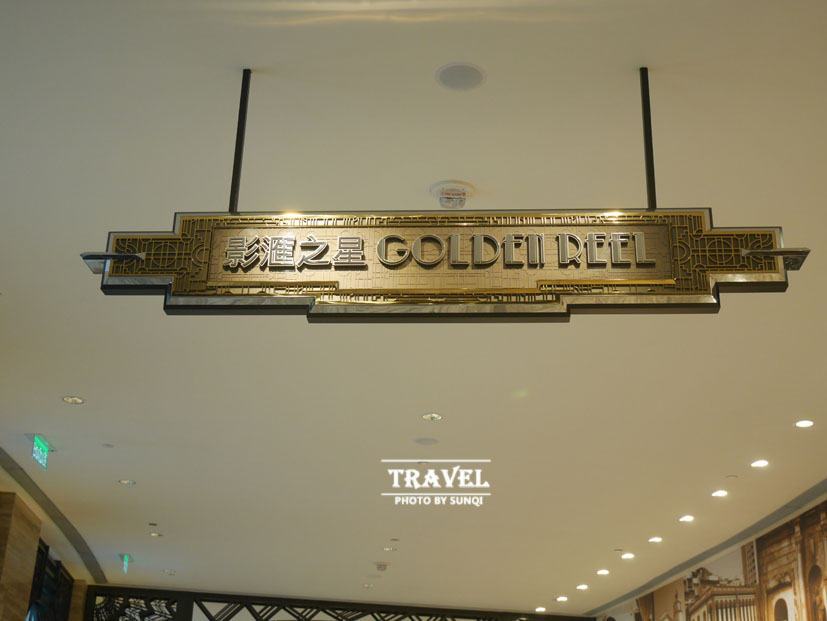 影滙之星 GOLDEN REEL
TRAVEL
PHOTO BY SUNQI